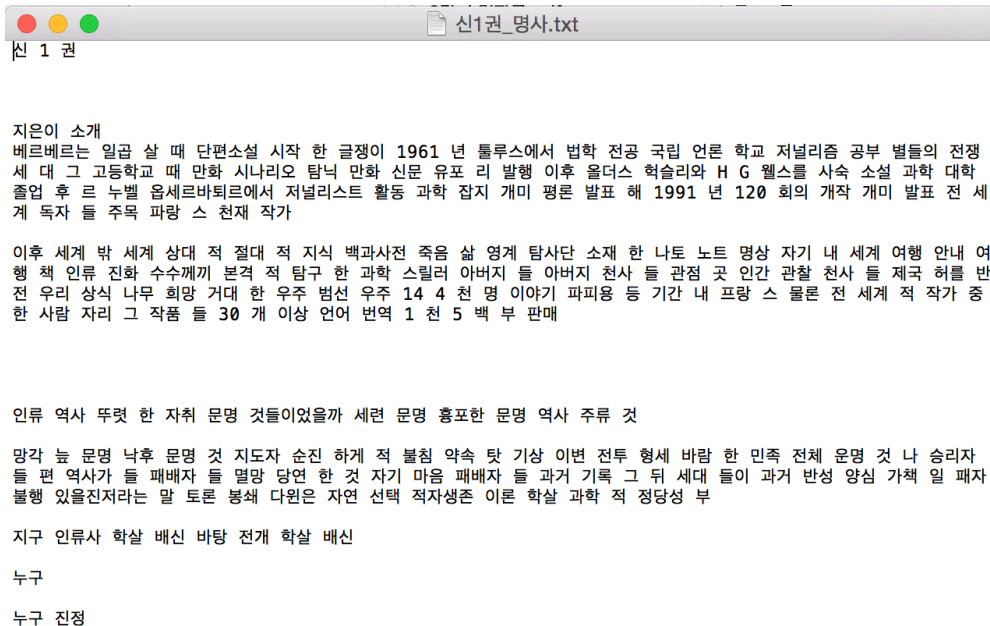 신1권_명사.txt
신 1 권
지은이 소개
베르베르는 일곱 살 때 단편소설 시작 한 글쟁이 1961 년 툴루스에서 법학 전공 국립 언론 학교 저널리즘 공부 별들의 전쟁
세 대 그 고등학교 때 만화 시나리오 탐닉 만화 신문 유포 리 발행 이후 올더스 헉슬리와 H G 웰스를 사숙 소설 과학 대학
졸업 후 르 누벨 옵세르바퇴르에서 저널리스트 활동 과학 잡지 개미 평론 발표 해 1991 년 120 회의 개작 개미 발표 전 세
계 독자 들 주목 파랑 스 천재 작가
이후 세계 밖 세계 상대 적 절대 적 지식 백과사전 죽음 삶 영계 탐사단 소재 한 나토 노트 명상 자기 내 세계 여행 안내 여
행 책 인류 진화 수수께끼 본격 적 탐구 한 과학 스릴러 아버지 들 아버지 천사 들 관점 곳 인간 관찰 천사 들 제국 허를 반
전 우리 상식 나무 희망 거대 한 우주 범선 우주 14 4 천 명 이야기 파피용 등 기간 내 프랑 스 물론 전 세계 적 작가 중
한 사람 자리 그 작품 들 30 개 이상 언어 번역 1 천 5 백 부 판매
인류 역사 뚜렷 한 자취 문명 것들이었을까 세련 문명 흉포한 문명 역사 주류 것
망각 늪 문명 낙후 문명 것 지도자 순진 하게 적 불침 약속 탓 기상 이변 전투 형세 바람 한 민족 전체 운명 것 나 승리자
들 편 역사가 들 패배자 들 멸망 당연 한 것 자기 마음 패배자 들 과거 기록 그 뒤 세대 들이 과거 반성 양심 가책 일 패자
불행 있을진저라는 말 토론 봉쇄 다윈은 자연 선택 적자생존 이론 학살 과학 적 정당성 부
지구 인류사 학살 배신 바탕 전개 학살 배신
누구
누구 진정